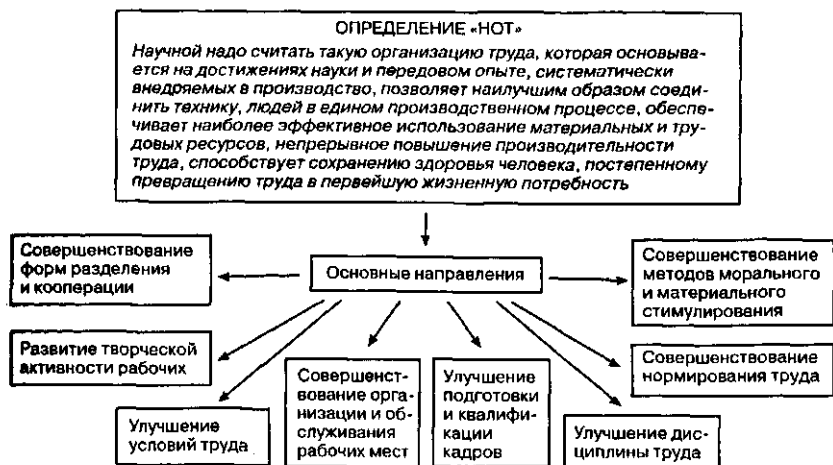 ОПРЕДЕЛЕНИЕ «НОТ»
Научной надо считать такую организацию труда, которая основыва-
ется на достижениях науки и передовом опыте, систематически
внедряемых в производство, позволяет наилучшим образом соеди-
нить технику, людей в едином производственном процессе, обеспе-
чивает наиболее эффективное использование материальных и тру-
довых ресурсов, непрерывное повышение производительности
труда, способствует сохранению здоровья человека, постепенному
превращению труда в первейшую жизненную потребность
Основные направления
Совершенствование
форм разделения
и кооперации
Совершенствование
методов морального
и материального
стимулирования
Развитие творческой
активности рабочих
Совершенствование
нормирования труда
Улучшение
условий труда
Совершенст-
вование орга-
низации и об-
служивания
рабочих мест
Улучшение
подготовки
и квалифи-
кации
кадров
Улучшение дис-
циплины труда